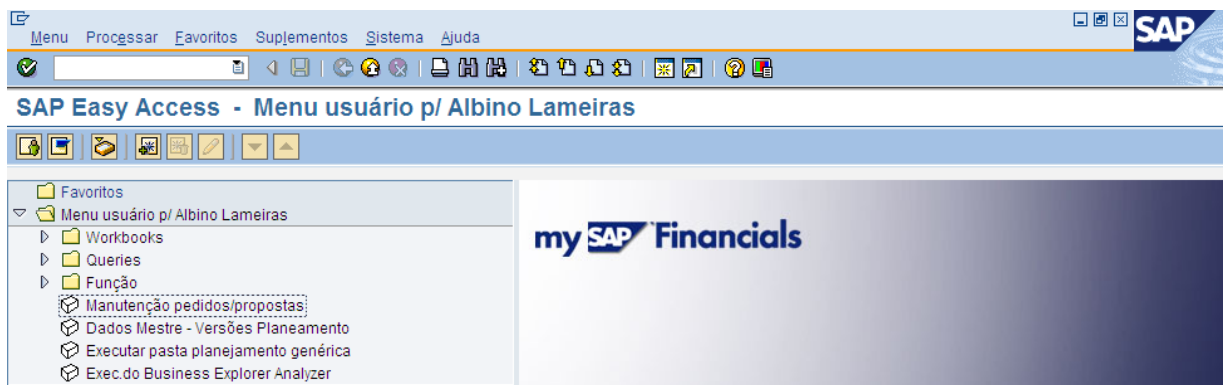 Menu Processar Favoritos Suplementos Sistema Ajuda
SAP
SAP Easy Access - Menu usuário p/ Albino Lameiras
Favoritos
Menu usuário p/ Albino Lameiras
Workbooks
Queries
Função
Manutenção pedidos/propostas
Dados Mestre - Versões Planeamento
Executar pasta planejamento genérica
Exec.do Business Explorer Analyzer
my SAP Financials